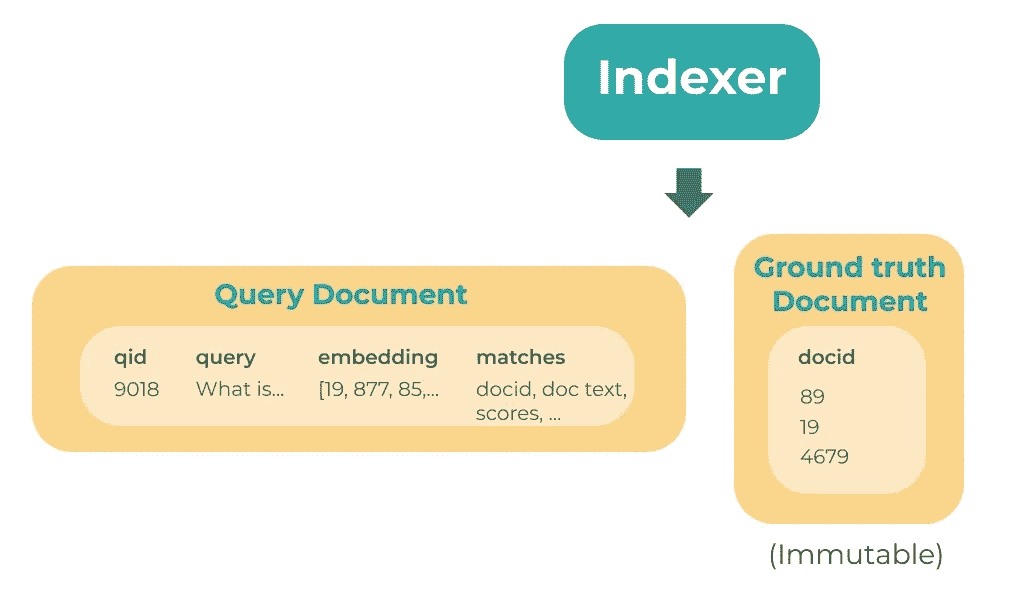 Indexer
Query Document
qid query embedding matches
9018 What is... [19, 877, 85,... docid, doc text,
scores, ...
Ground truth
Document
docid
89
19
4679
(Immutable)